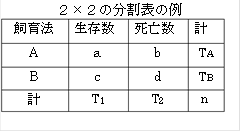 ２×２の分割表の例
飼育法 生存数 死亡数 計
A a b TA
B c d TB
計 T1 T2 n